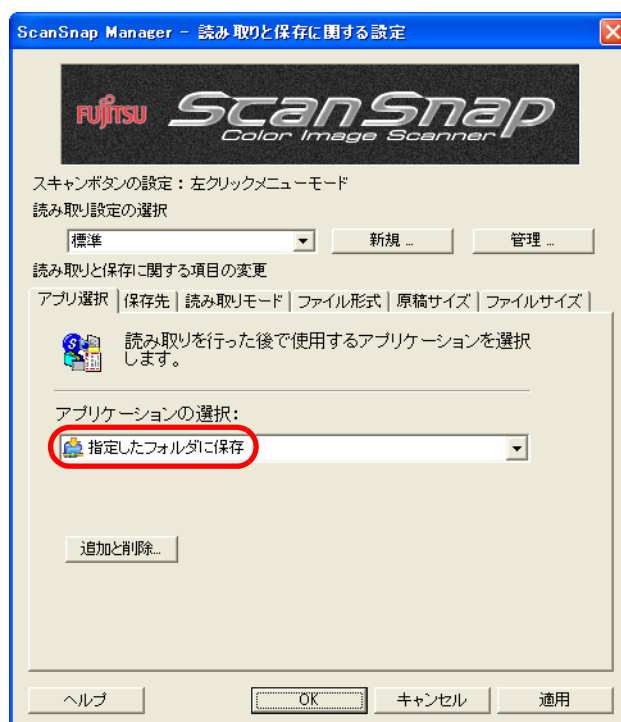 ScanSnap Manager - 読み取りと保存に関する設定
FUJITSU ScanSnap
Color Image Scanner
スキャンボタンの設定：左クリックメニューモード
読み取り設定の選択
標準 新規 ... 管理 ...
読み取りと保存に関する項目の変更
アプリ選択 保存先 読み取りモード ファイル形式 原稿サイズ ファイルサイズ
読み取りを行った後で使用するアプリケーションを選択
します。
アプリケーションの選択：
指定したフォルダに保存
追加と削除...
ヘルプ OK キャンセル 適用